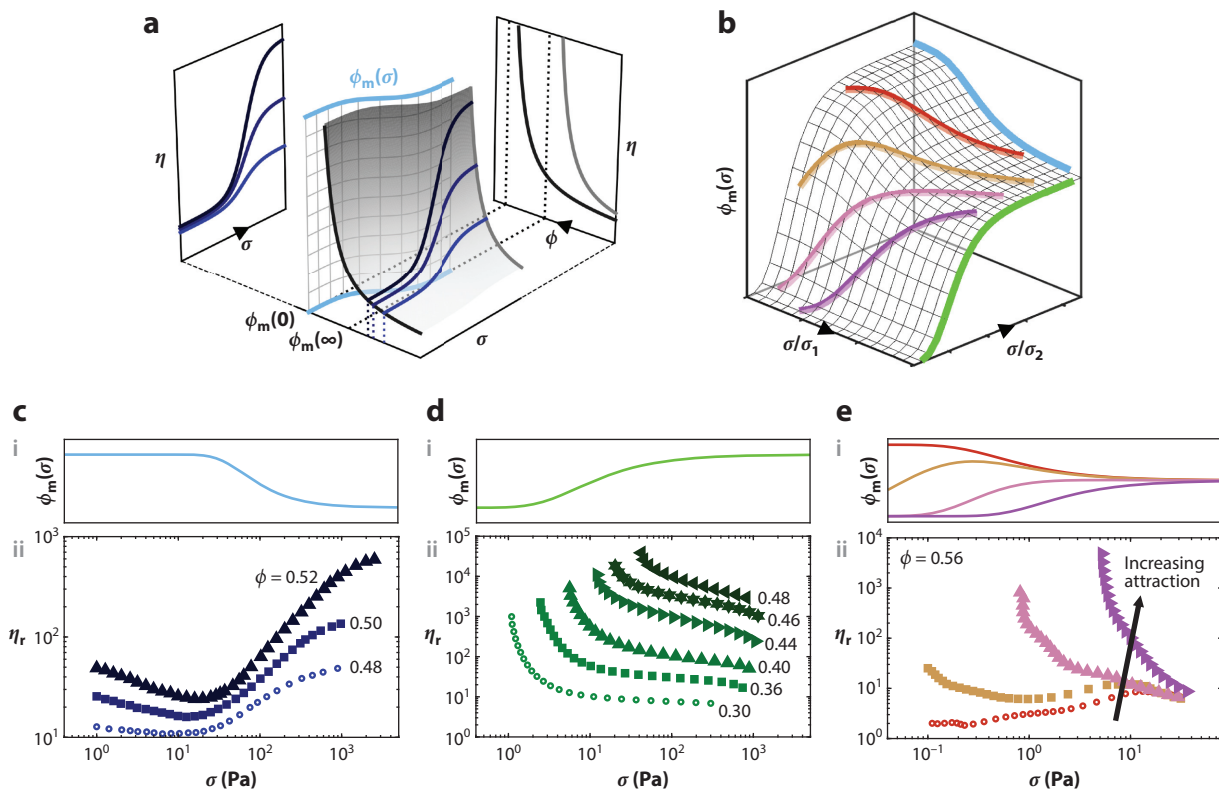 a
η
σ
ϕm(σ)
η
ϕ
ϕm(0)
ϕm(∞)
σ
b
ϕm(σ)
σ/σ1
σ/σ2
c
i
ϕm(σ)
ii
10³
10²
10¹
ηr
ϕ = 0.52
0.50
0.48
10⁰ 10¹ 10² 10³
σ (Pa)
d
i
ii
10⁵
10⁴
10³
10²
10¹
10⁰
ηr
0.48
0.46
0.44
0.40
0.36
0.30
10⁰ 10¹ 10² 10³
σ (Pa)
e
i
ϕm(σ)
ii
10⁴
10³
10²
10¹
10⁰
ηr
ϕ = 0.56
Increasing
attraction
10⁻¹ 10⁰ 10¹
σ (Pa)